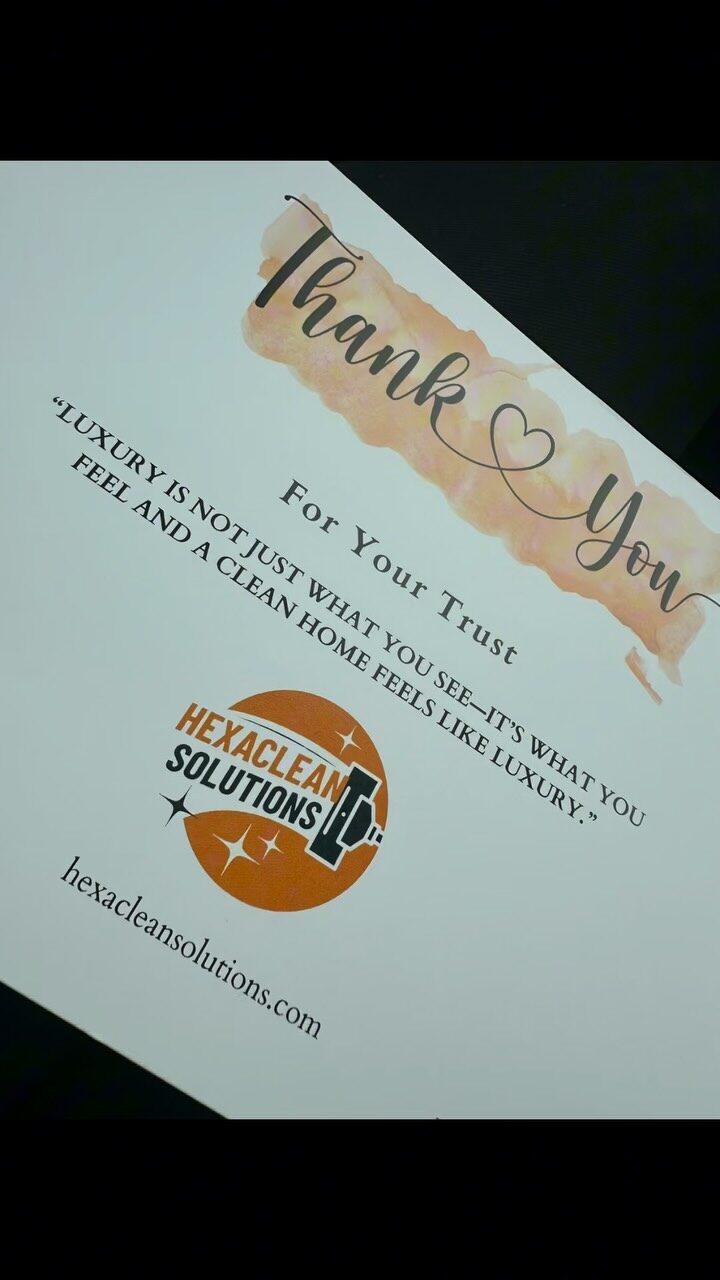 Thank You
For Your Trust
“LUXURY IS NOT JUST WHAT YOU SEE—IT’S WHAT YOU
FEEL AND A CLEAN HOME FEELS LIKE LUXURY.”
HEXACLEAN
SOLUTIONS
hexacleansolutions.com